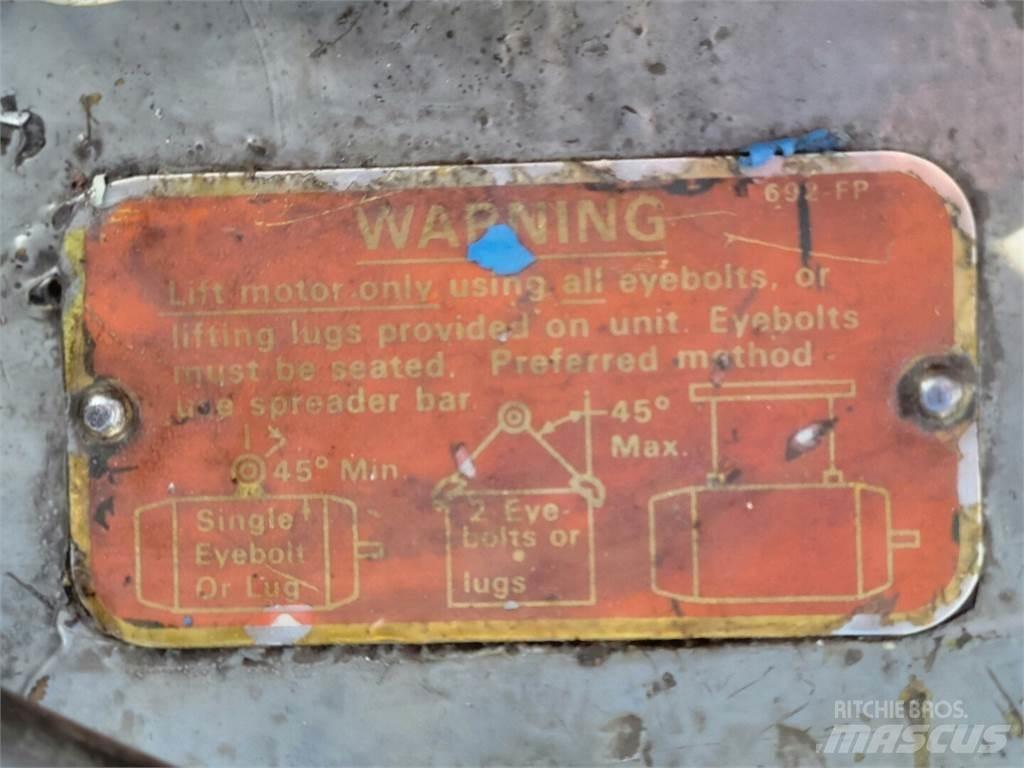 692-FP
WARNING
Lift motor only using all eyebolts, or
lifting lugs provided on unit. Eyebolts
must be seated. Preferred method
use spreader bar.
45° Min.
45°
Max.
Single
Eyebolt
Or Lug
2 Eye-
bolts or
lugs
RITCHIE BROS.
MASCUS